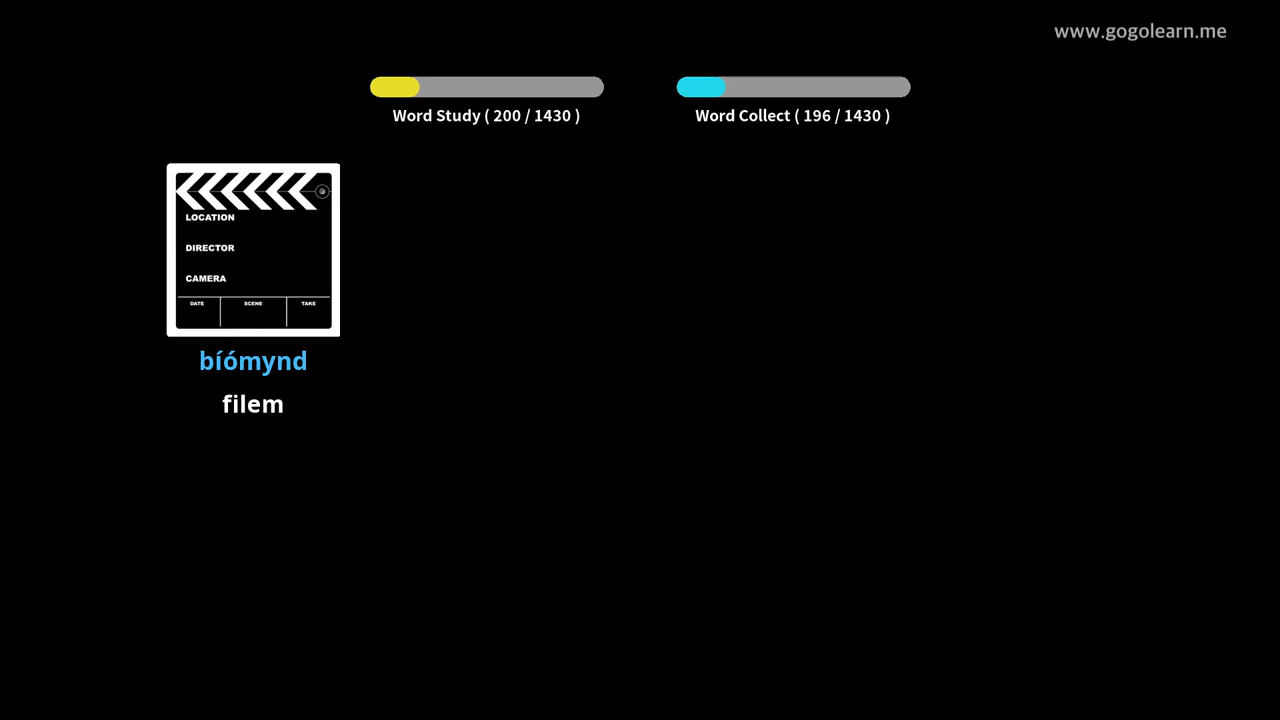 www.gogolearn.me
Word Study ( 200 / 1430 )
Word Collect ( 196 / 1430 )
LOCATION
DIRECTOR
CAMERA
DATE SCENE TAKE
bíómynd
filem